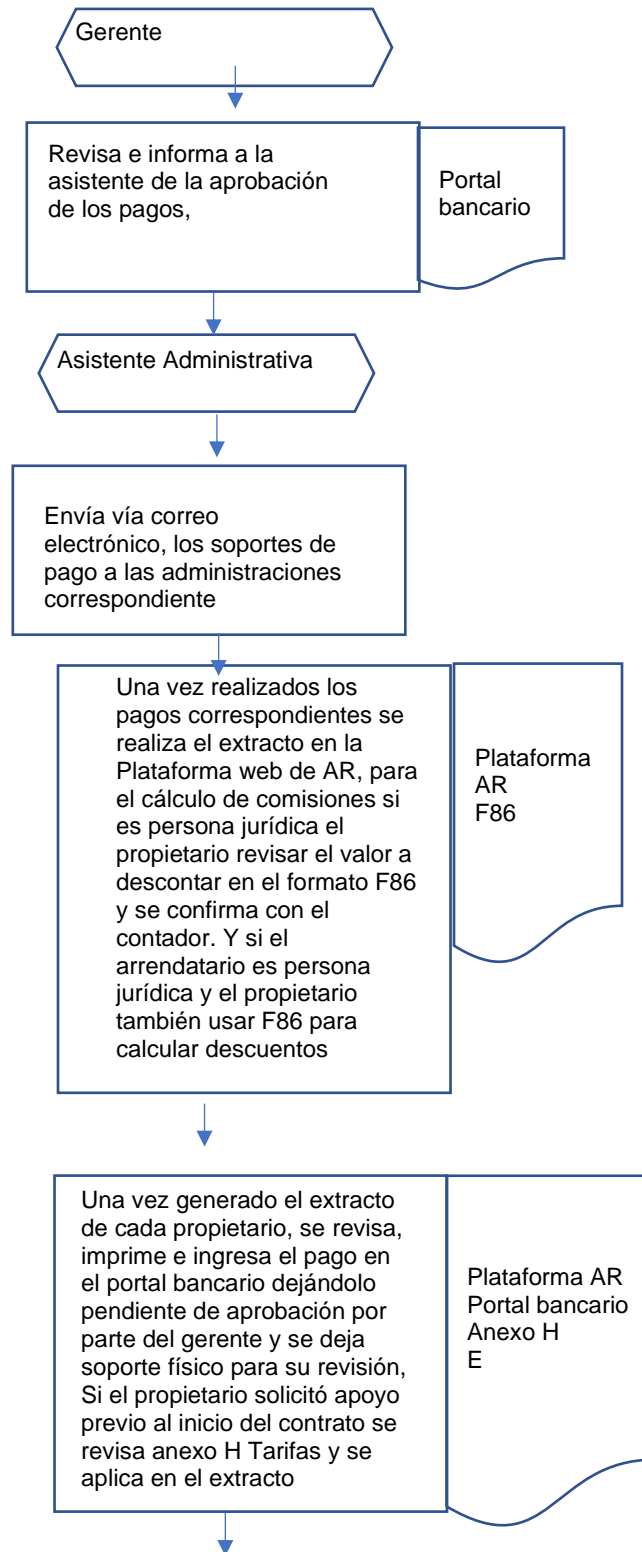 Gerente
Revisa e informa a la
asistente de la aprobación
de los pagos,
Portal
bancario
Asistente Administrativa
Envía vía correo
electrónico, los soportes de
pago a las administraciones
correspondiente
Una vez realizados los
pagos correspondientes se
realiza el extracto en la
Plataforma web de AR, para
el cálculo de comisiones si
es persona jurídica el
propietario revisar el valor a
descontar en el formato F86
y se confirma con el
contador. Y si el
arrendatario es persona
jurídica y el propietario
también usar F86 para
calcular descuentos
Plataforma
AR
F86
Una vez generado el extracto
de cada propietario, se revisa,
imprime e ingresa el pago en
el portal bancario dejándolo
pendiente de aprobación por
parte del gerente y se deja
soporte físico para su revisión,
Si el propietario solicitó apoyo
previo al inicio del contrato se
revisa anexo H Tarifas y se
aplica en el extracto
Plataforma AR
Portal bancario
Anexo H
E